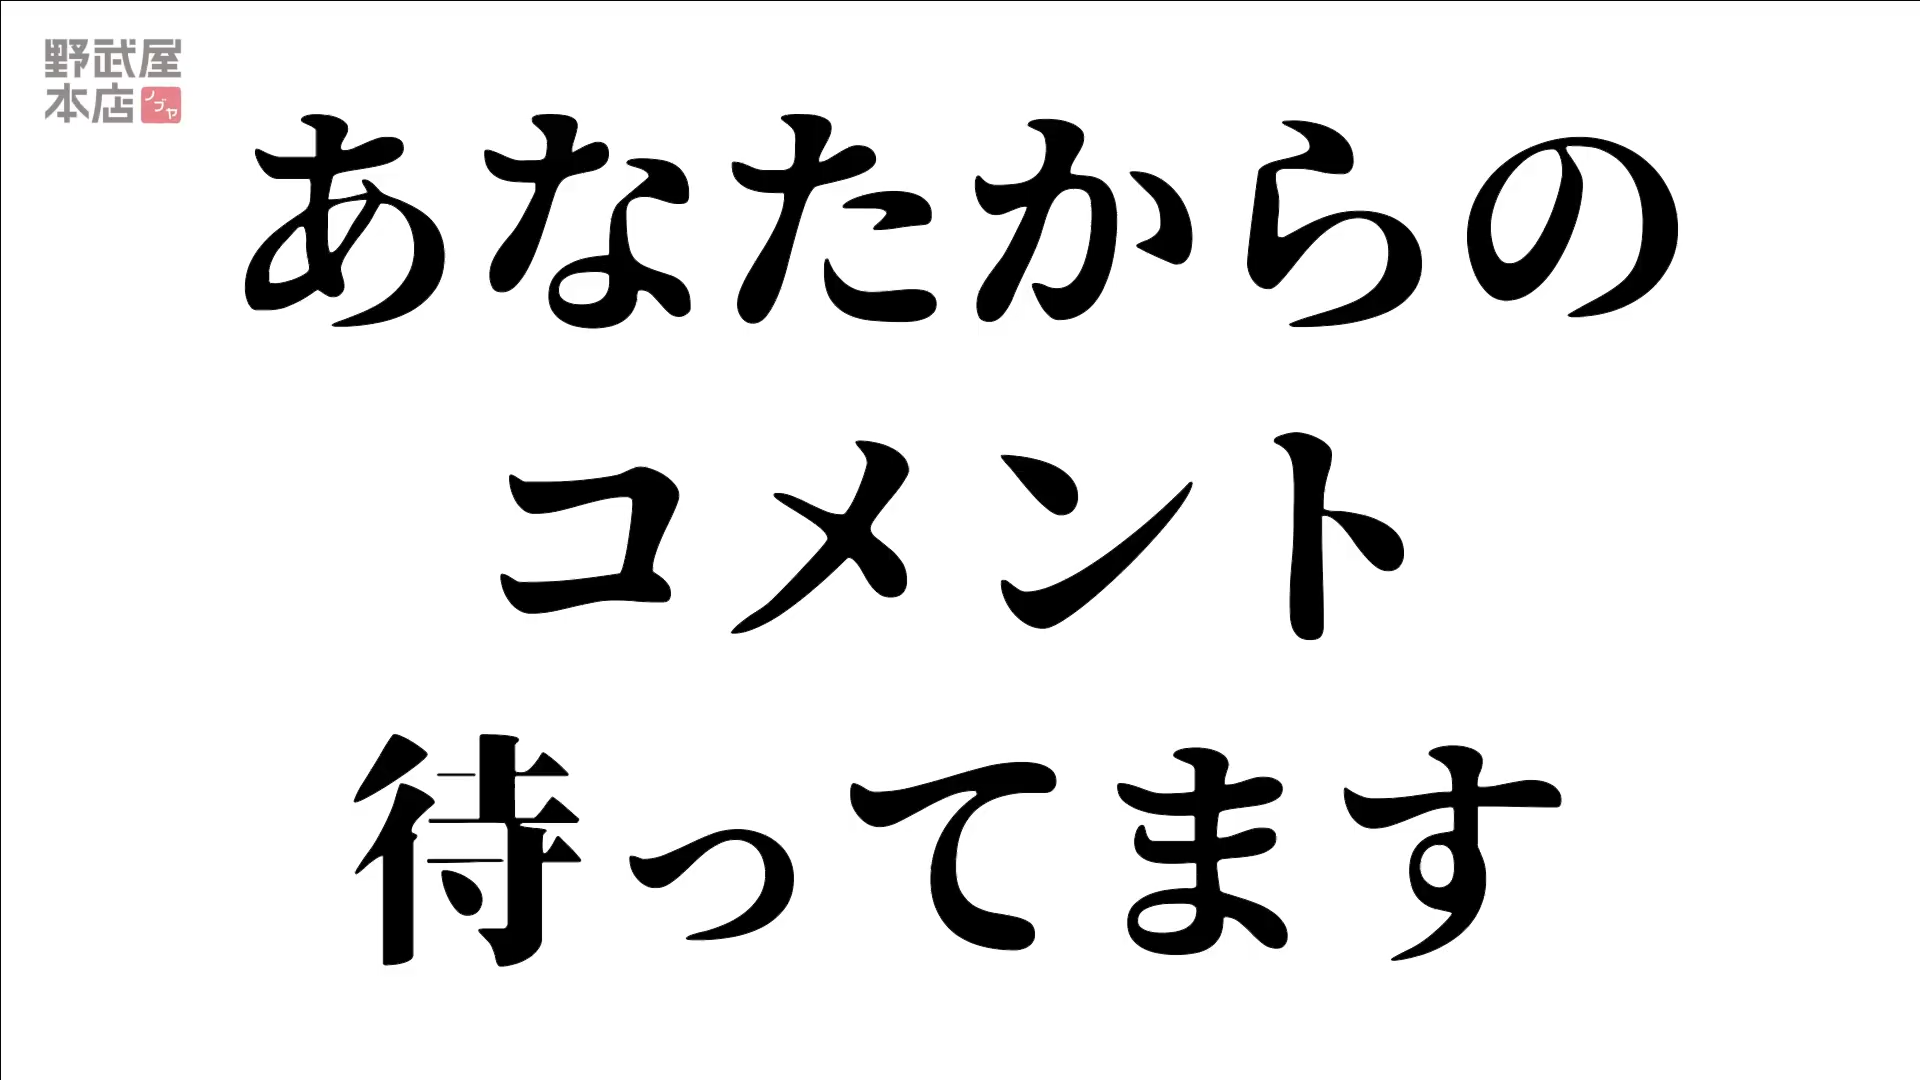 野武屋
本店 ノブヤ
あなたからの
コメント
待ってます